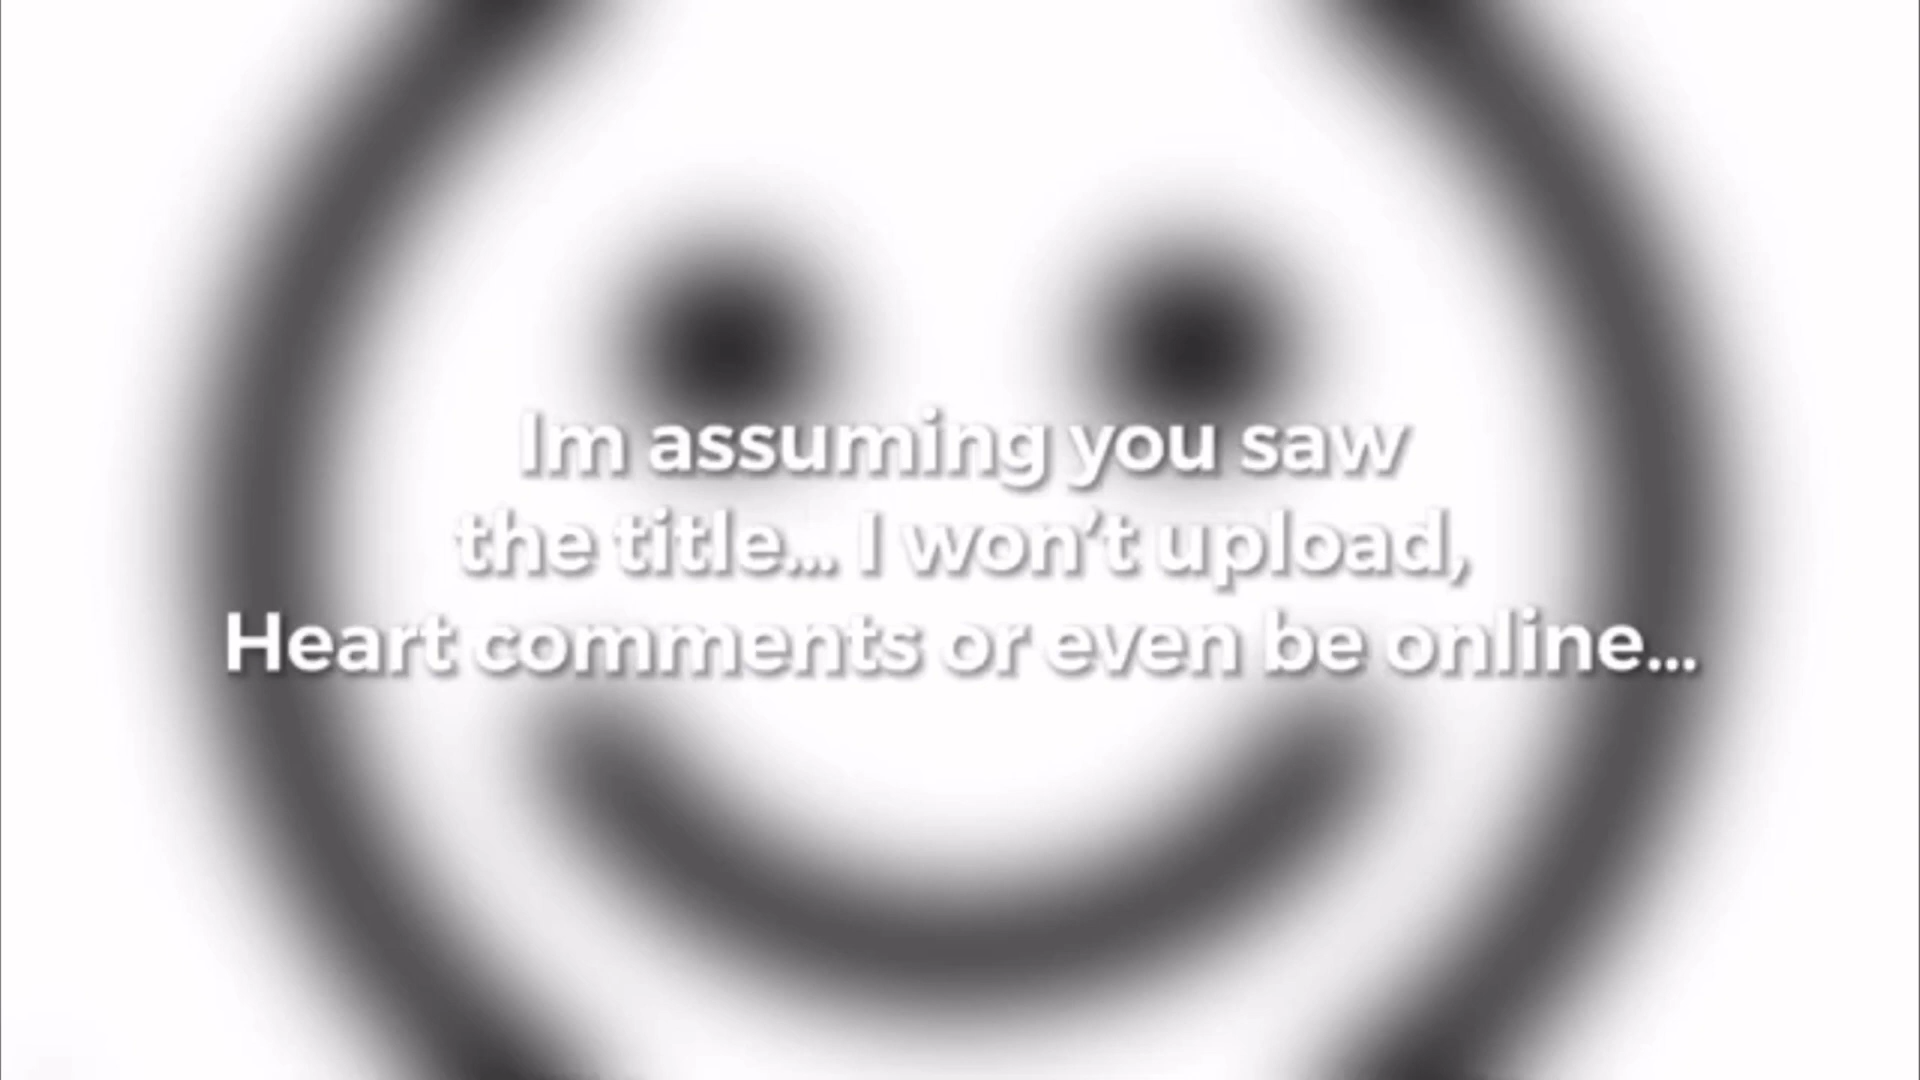 Im assuming you saw
the title... I won't upload,
Heart comments or even be online...